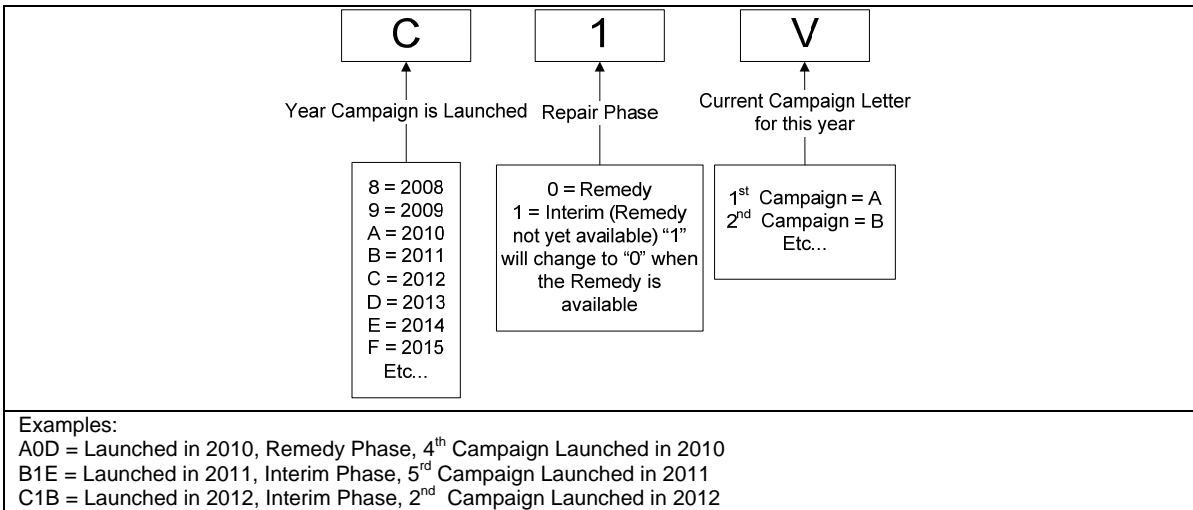 C
1
V
Year Campaign is Launched
Repair Phase
Current Campaign Letter
for this year
8 = 2008
9 = 2009
A = 2010
B = 2011
C = 2012
D = 2013
E = 2014
F = 2015
Etc...
0 = Remedy
1 = Interim (Remedy
not yet available) “1”
will change to “0” when
the Remedy is
available
1st Campaign = A
2nd Campaign = B
Etc...
Examples:
A0D = Launched in 2010, Remedy Phase, 4th Campaign Launched in 2010
B1E = Launched in 2011, Interim Phase, 5rd Campaign Launched in 2011
C1B = Launched in 2012, Interim Phase, 2nd Campaign Launched in 2012